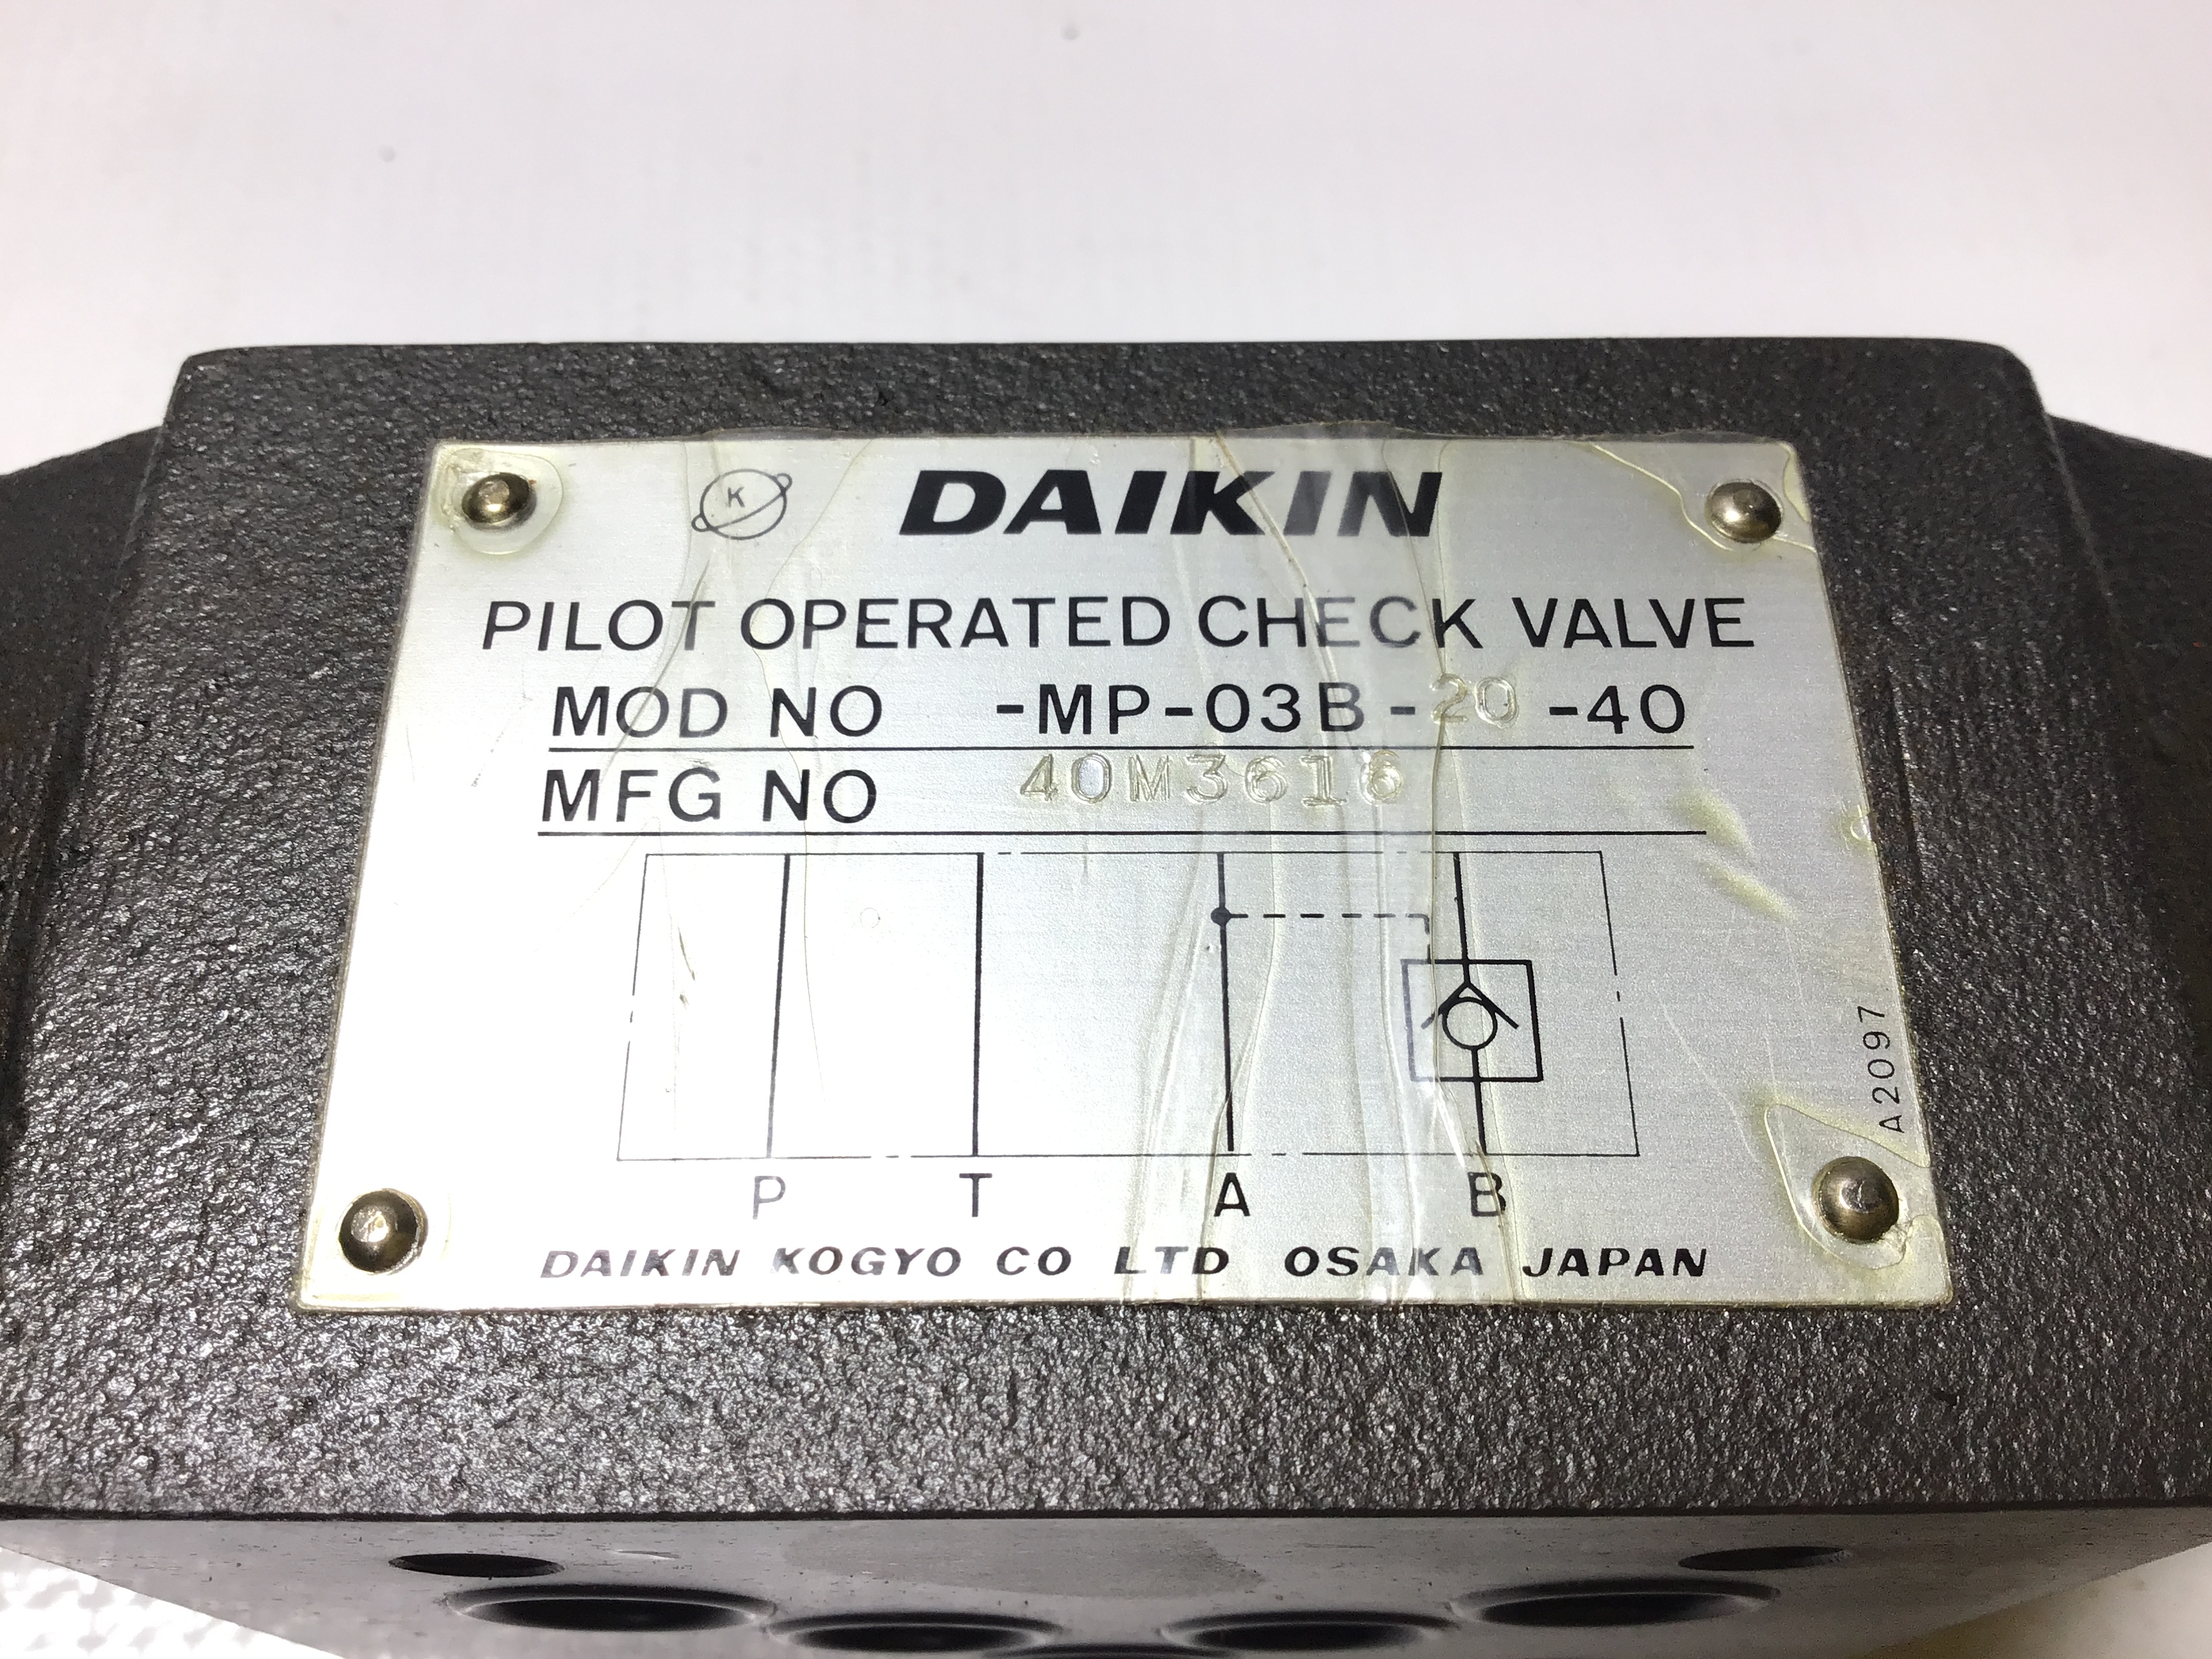 K DAIKIN
PILOT OPERATED CHECK VALVE
MOD NO -MP-03B-20-40
MFG NO 40M3616
P T A B
A2097
DAIKIN KOGYO CO LTD OSAKA JAPAN